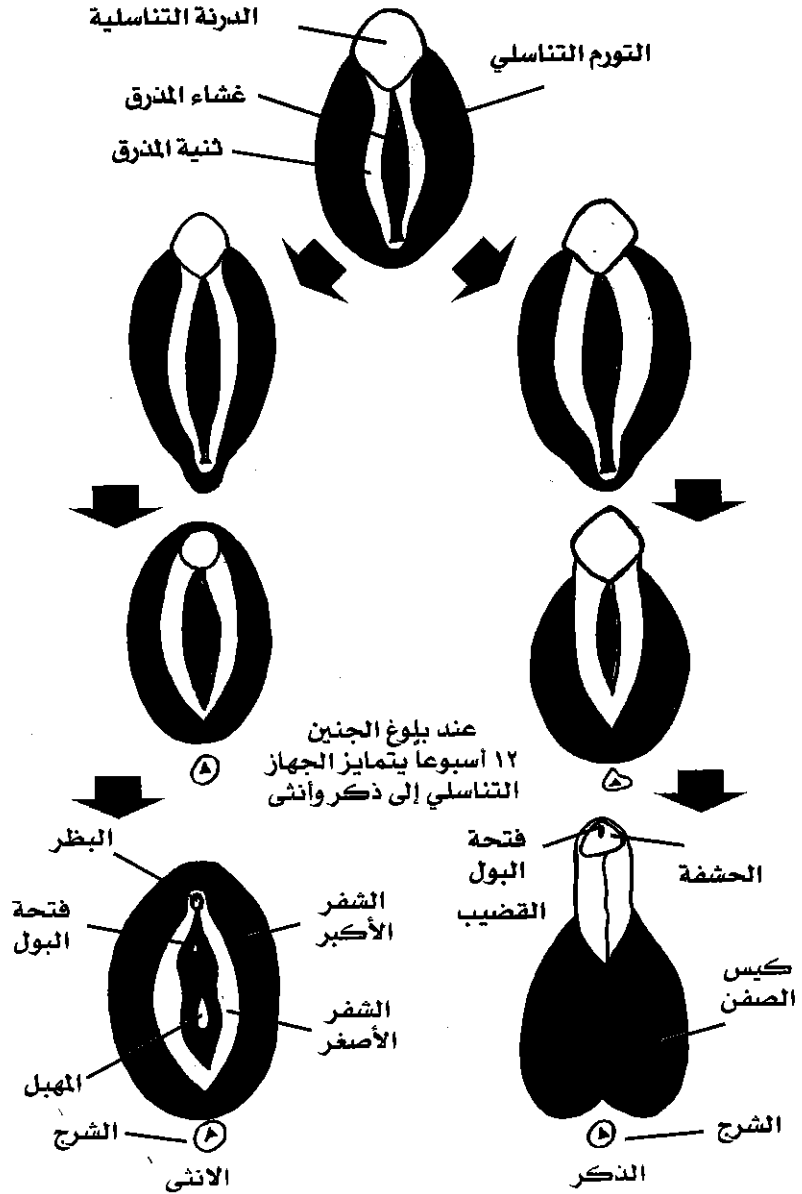 الدرنة التناسلية
التورم التناسلي
غشاء المذرق
ثنية المذرق
عند بلوغ الجنين
١٢ أسبوعاً يتمايز الجهاز
التناسلي إلى ذكر وأنثى
فتحة
البول
الحشفة
القضيب
كيس
الصفن
الشرج
الذكر
البظر
الشفر
الأكبر
فتحة
البول
الشفر
الأصغر
المهبل
الشرج
الانثى